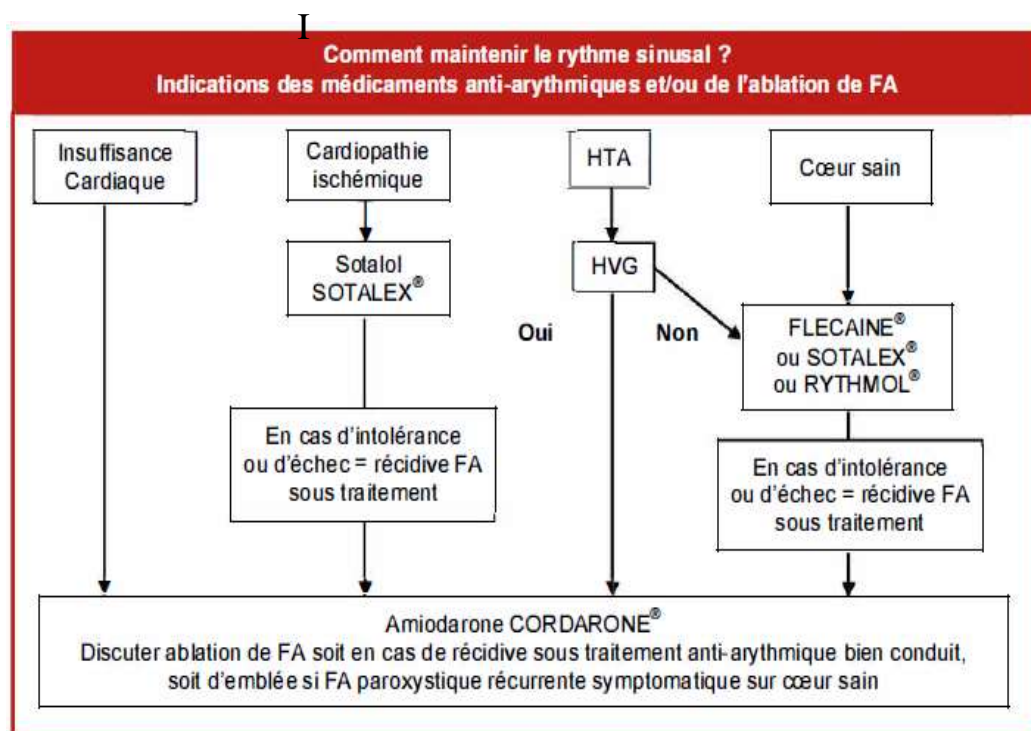 I
Comment maintenir le rythme sinusal ?
Indications des médicaments anti-arythmiques et/ou de l'ablation de FA
Insuffisance
Cardiaque
Cardiopathie
ischémique
HTA
Cœur sain
Sotalol
SOTALEX®
HVG
Oui
Non
FLECAINE®
ou SOTALEX®
ou RYTHMOL®
En cas d'intolérance
ou d'échec = récidive FA
sous traitement
En cas d'intolérance
ou d'échec = récidive FA
sous traitement
Amiodarone CORDARONE®
Discuter ablation de FA soit en cas de récidive sous traitement anti-arythmique bien conduit,
soit d'emblée si FA paroxystique récurrente symptomatique sur cœur sain